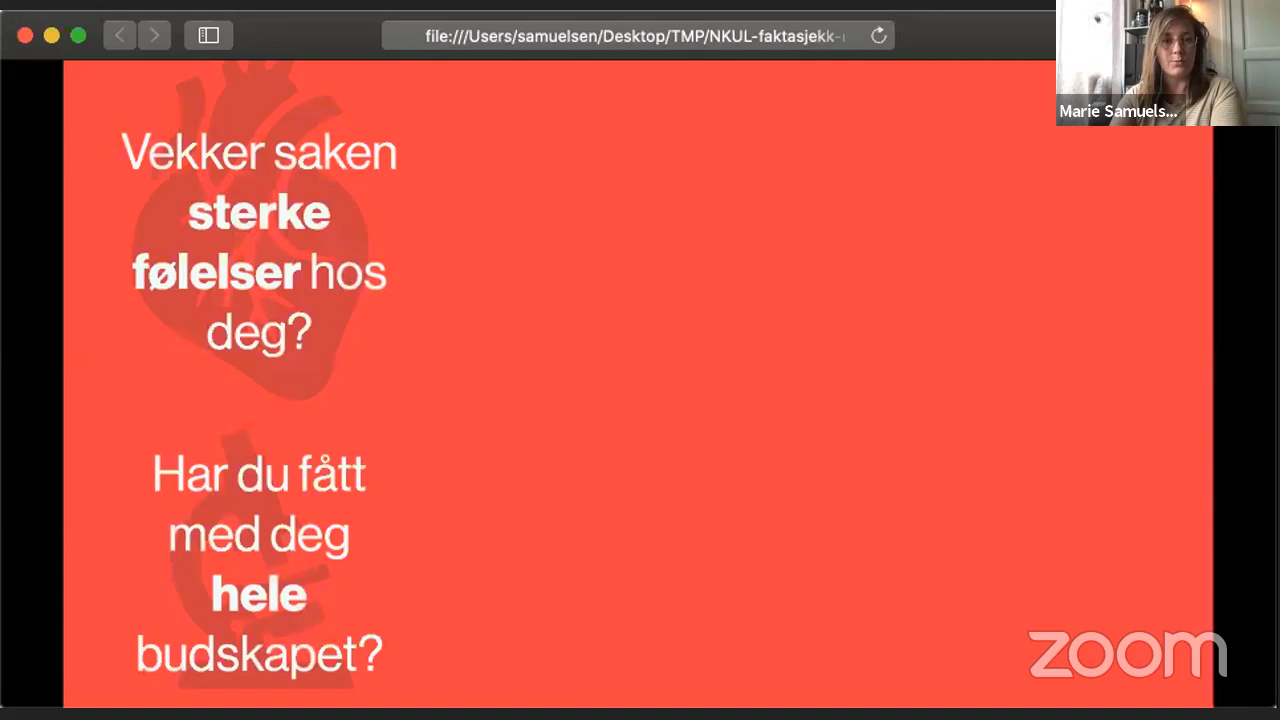 file:///Users/samuelsen/Desktop/TMP/NKUL-faktasjekk-
Marie Samuels...
Vekker saken
sterke
følelser hos
deg?
Har du fått
med deg
hele
budskapet?
zoom